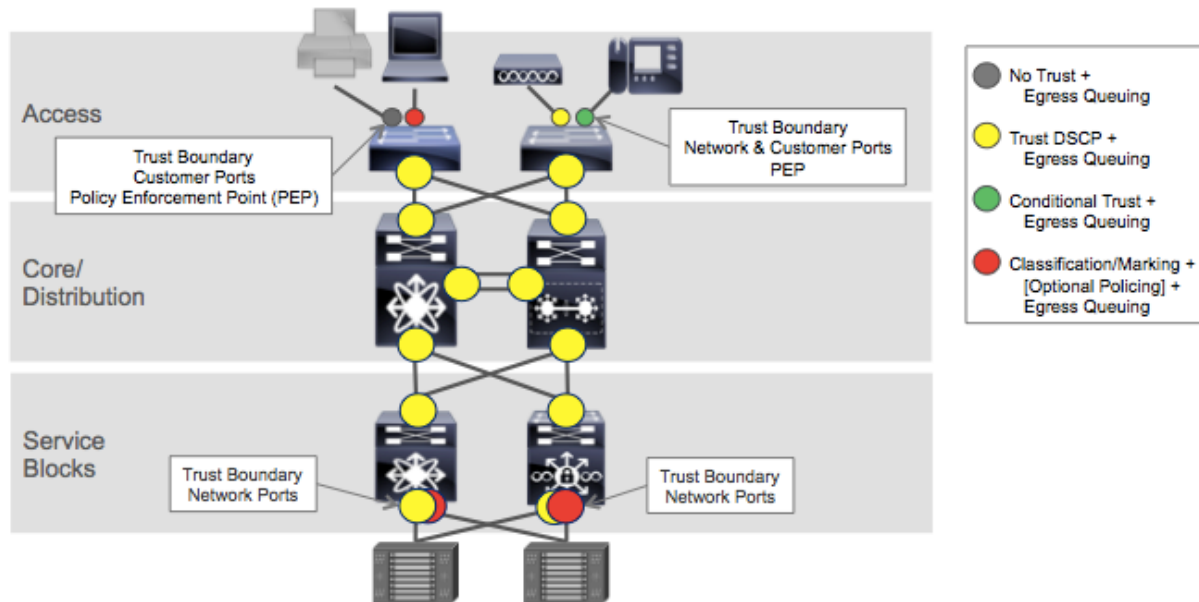 Access
Trust Boundary
Customer Ports
Policy Enforcement Point (PEP)
Trust Boundary
Network & Customer Ports
PEP
No Trust +
Egress Queuing
Trust DSCP +
Egress Queuing
Conditional Trust +
Egress Queuing
Classification/Marking +
[Optional Policing] +
Egress Queuing
Core/
Distribution
Service
Blocks
Trust Boundary
Network Ports
Trust Boundary
Network Ports